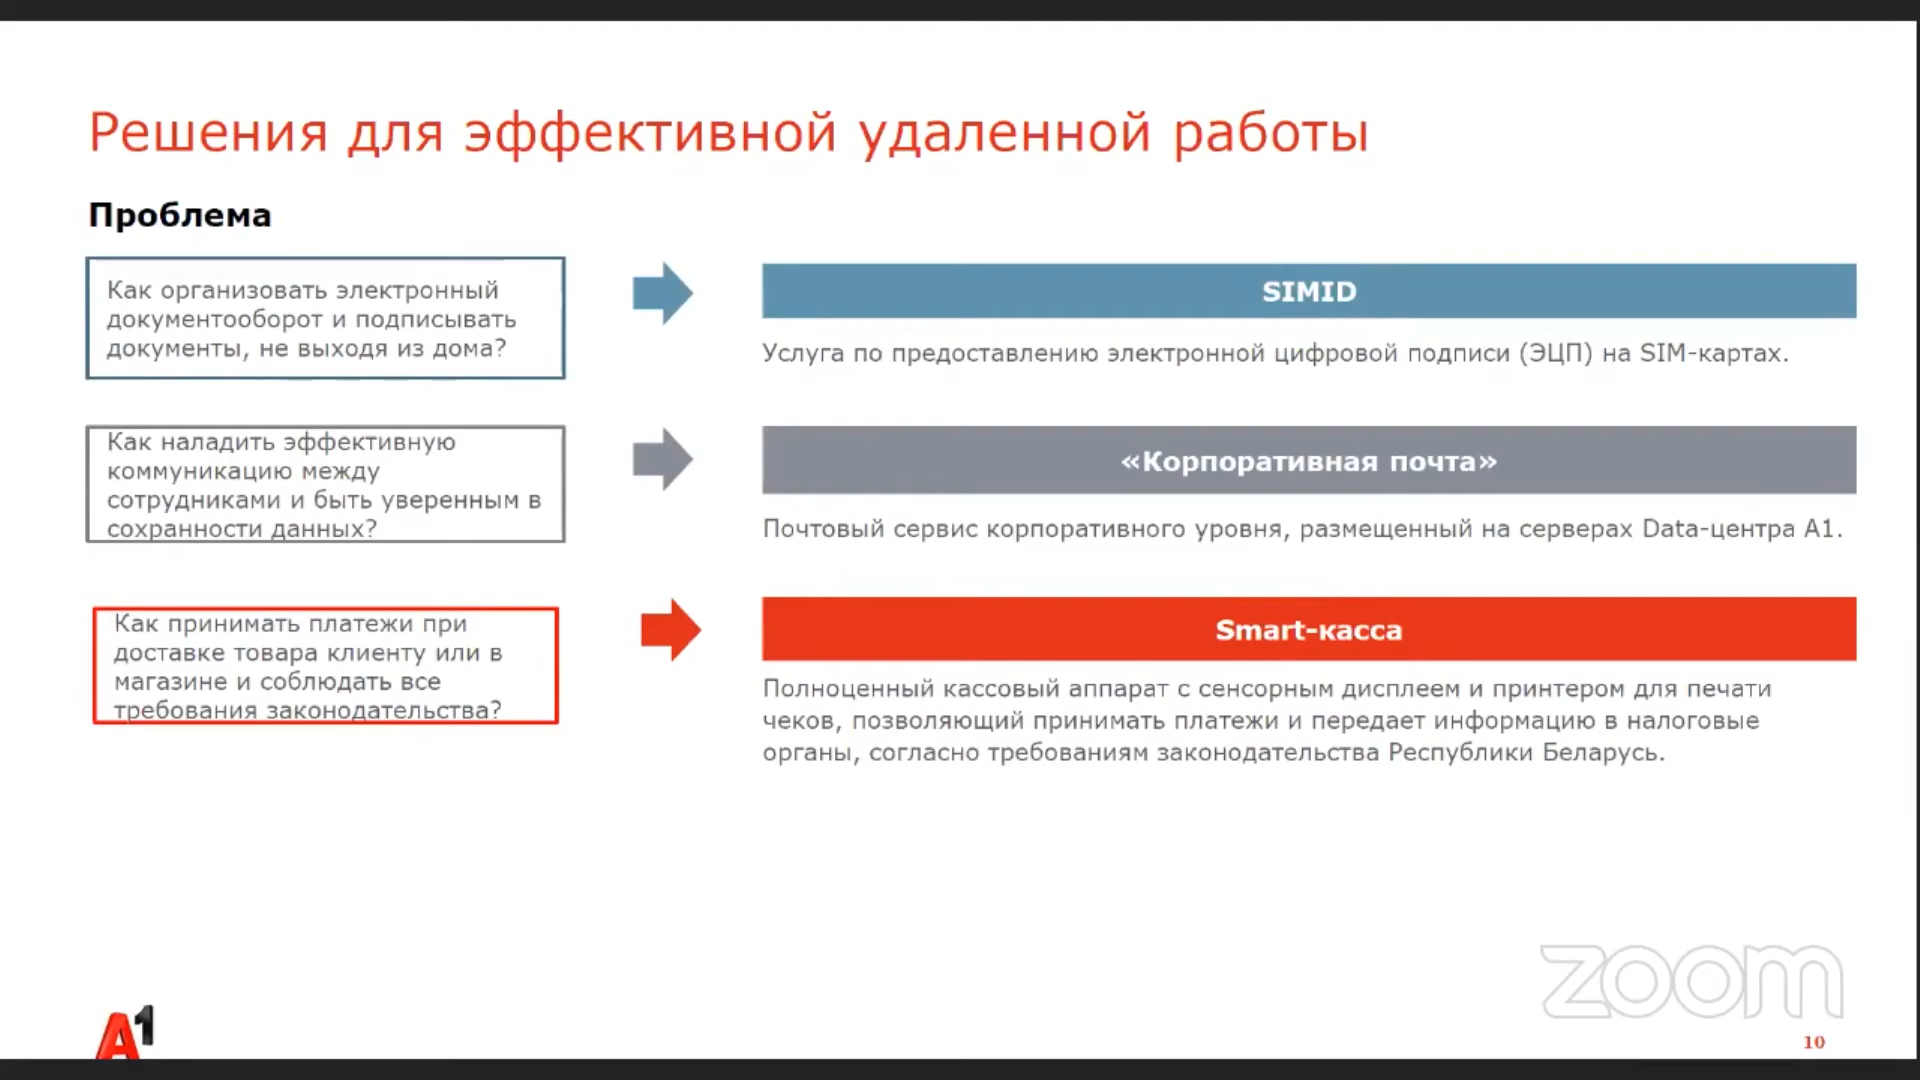 Решения для эффективной удаленной работы
Проблема
Как организовать электронный
документооборот и подписывать
документы, не выходя из дома?
SIMID
Услуга по предоставлению электронной цифровой подписи (ЭЦП) на SIM-картах.
Как наладить эффективную
коммуникацию между
сотрудниками и быть уверенным в
сохранности данных?
«Корпоративная почта»
Почтовый сервис корпоративного уровня, размещенный на серверах Data-центра А1.
Как принимать платежи при
доставке товара клиенту или в
магазине и соблюдать все
требования законодательства?
Smart-касса
Полноценный кассовый аппарат с сенсорным дисплеем и принтером для печати
чеков, позволяющий принимать платежи и передает информацию в налоговые
органы, согласно требованиям законодательства Республики Беларусь.
zoom
A1
10